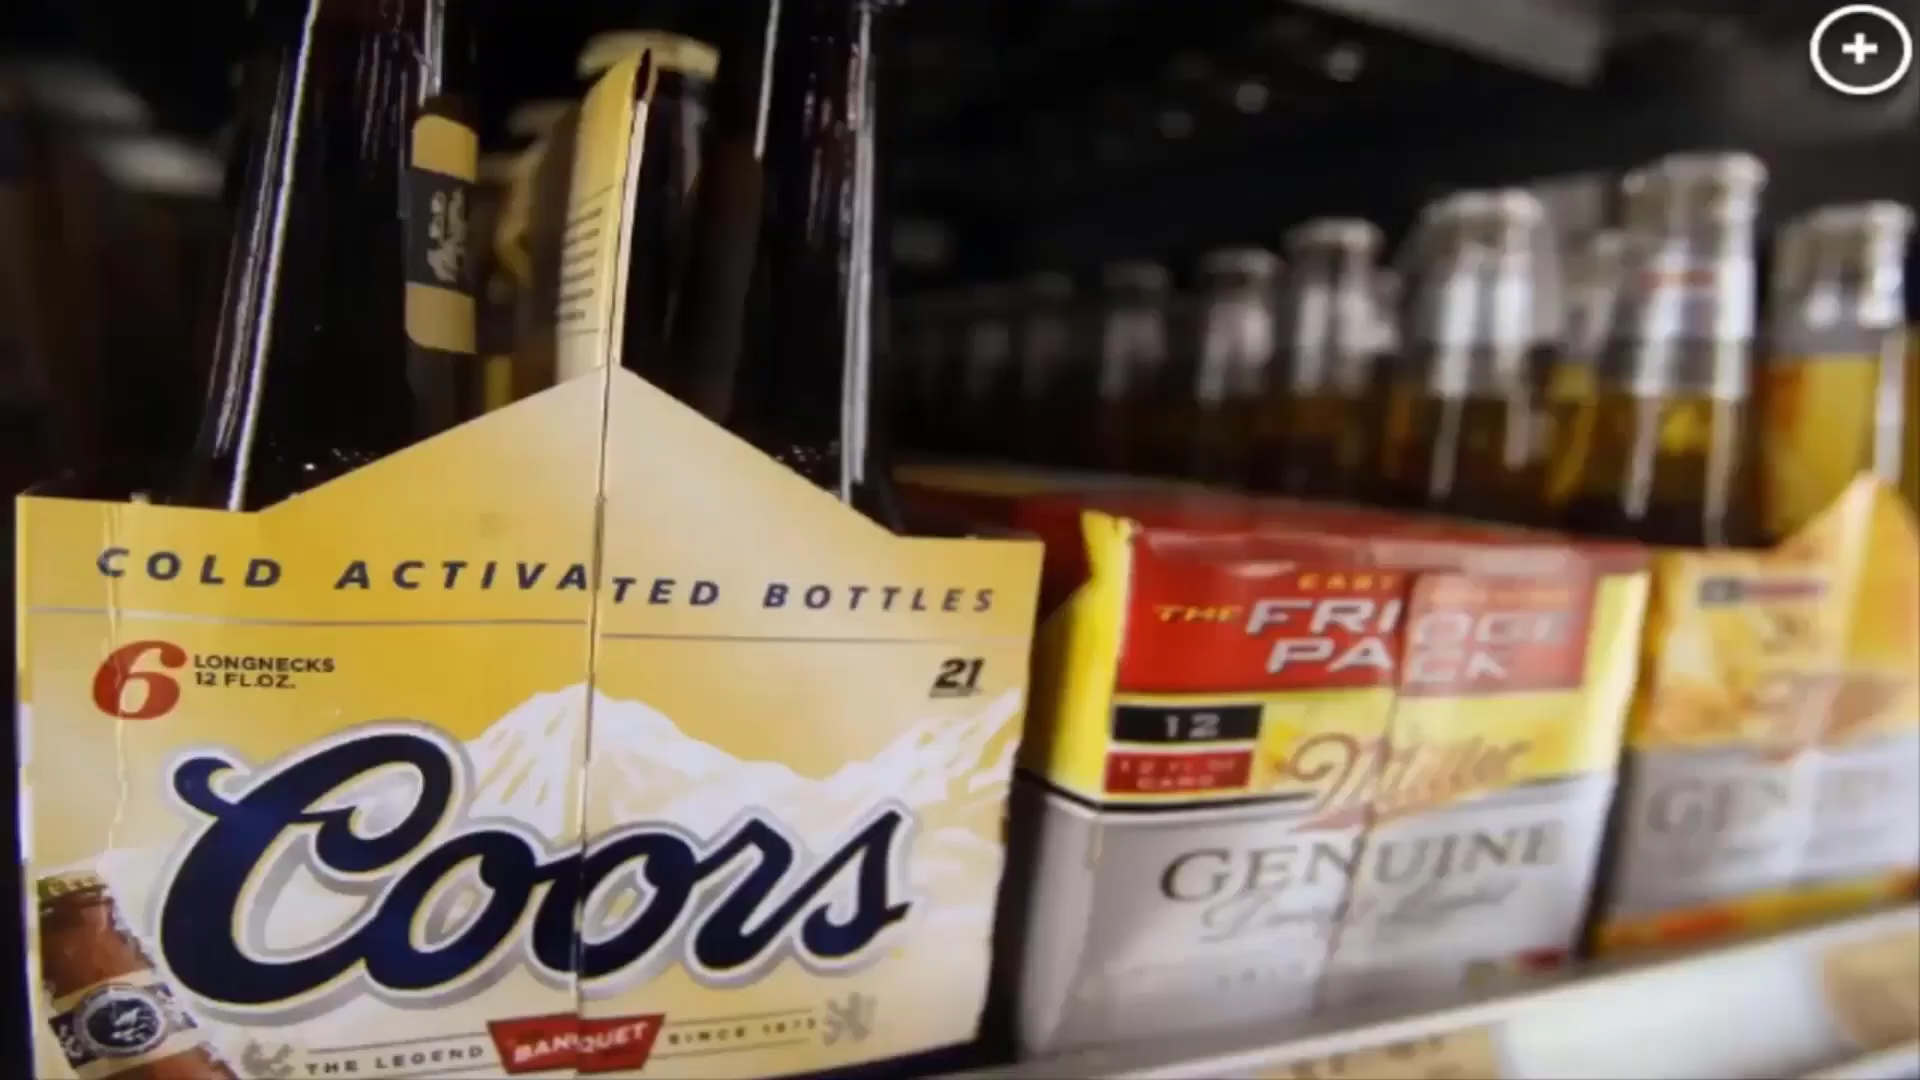 COLD ACTIVATED BOTTLES
6 LONGNECKS
12 FL.OZ.
21
Coors
THE LEGEND BANQUET SINCE 1873
EASY
THE FRIDGE
PACK
12
Miller
GENUINE